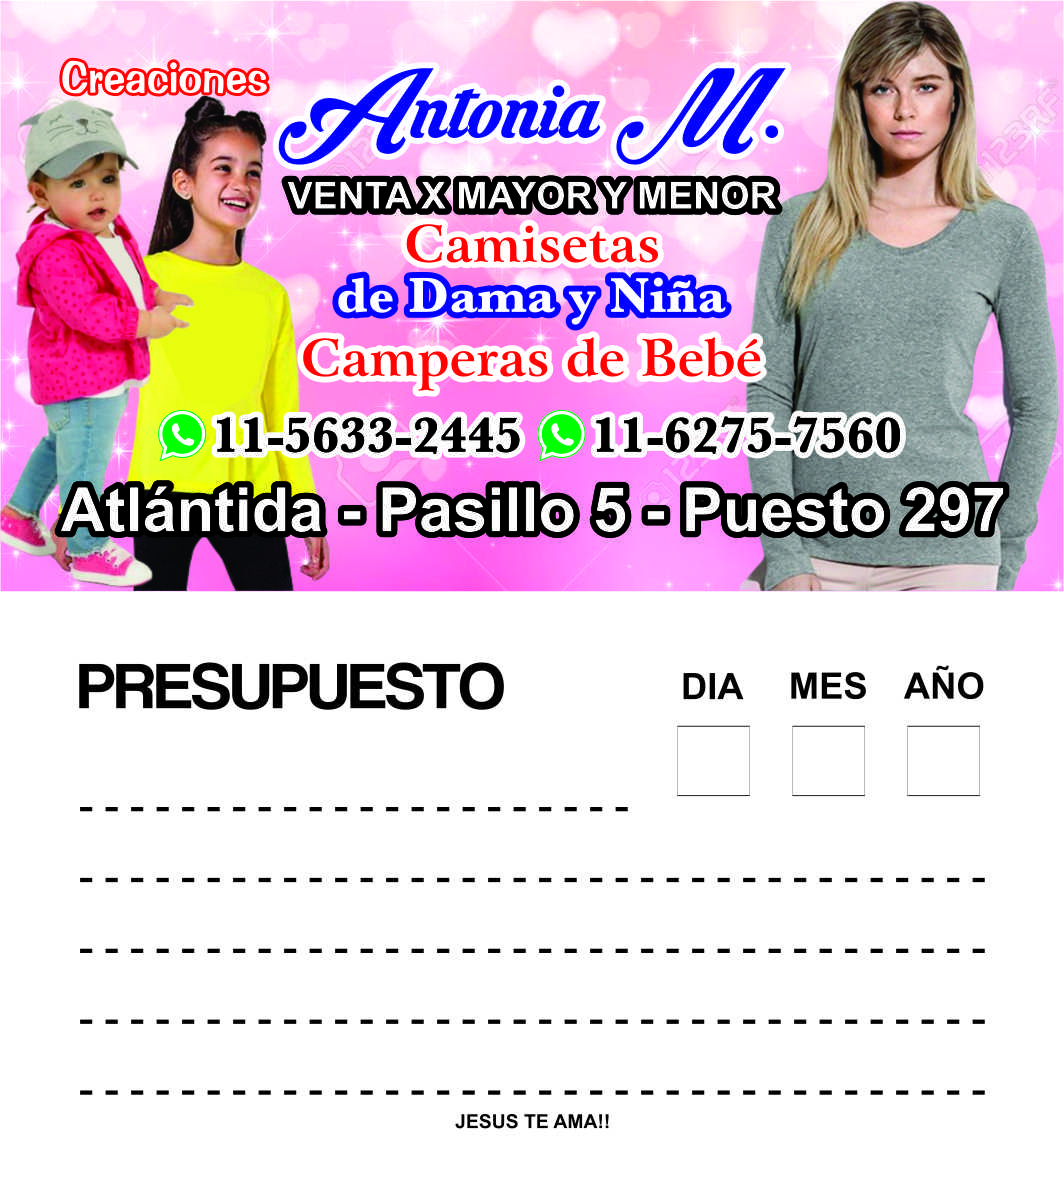 Creaciones
Antonia M.
VENTA X MAYOR Y MENOR
Camisetas
de Dama y Niña
Camperas de Bebé
11-5633-2445 11-6275-7560
Atlántida - Pasillo 5 - Puesto 297
PRESUPUESTO
DIA MES AÑO
JESUS TE AMA!!